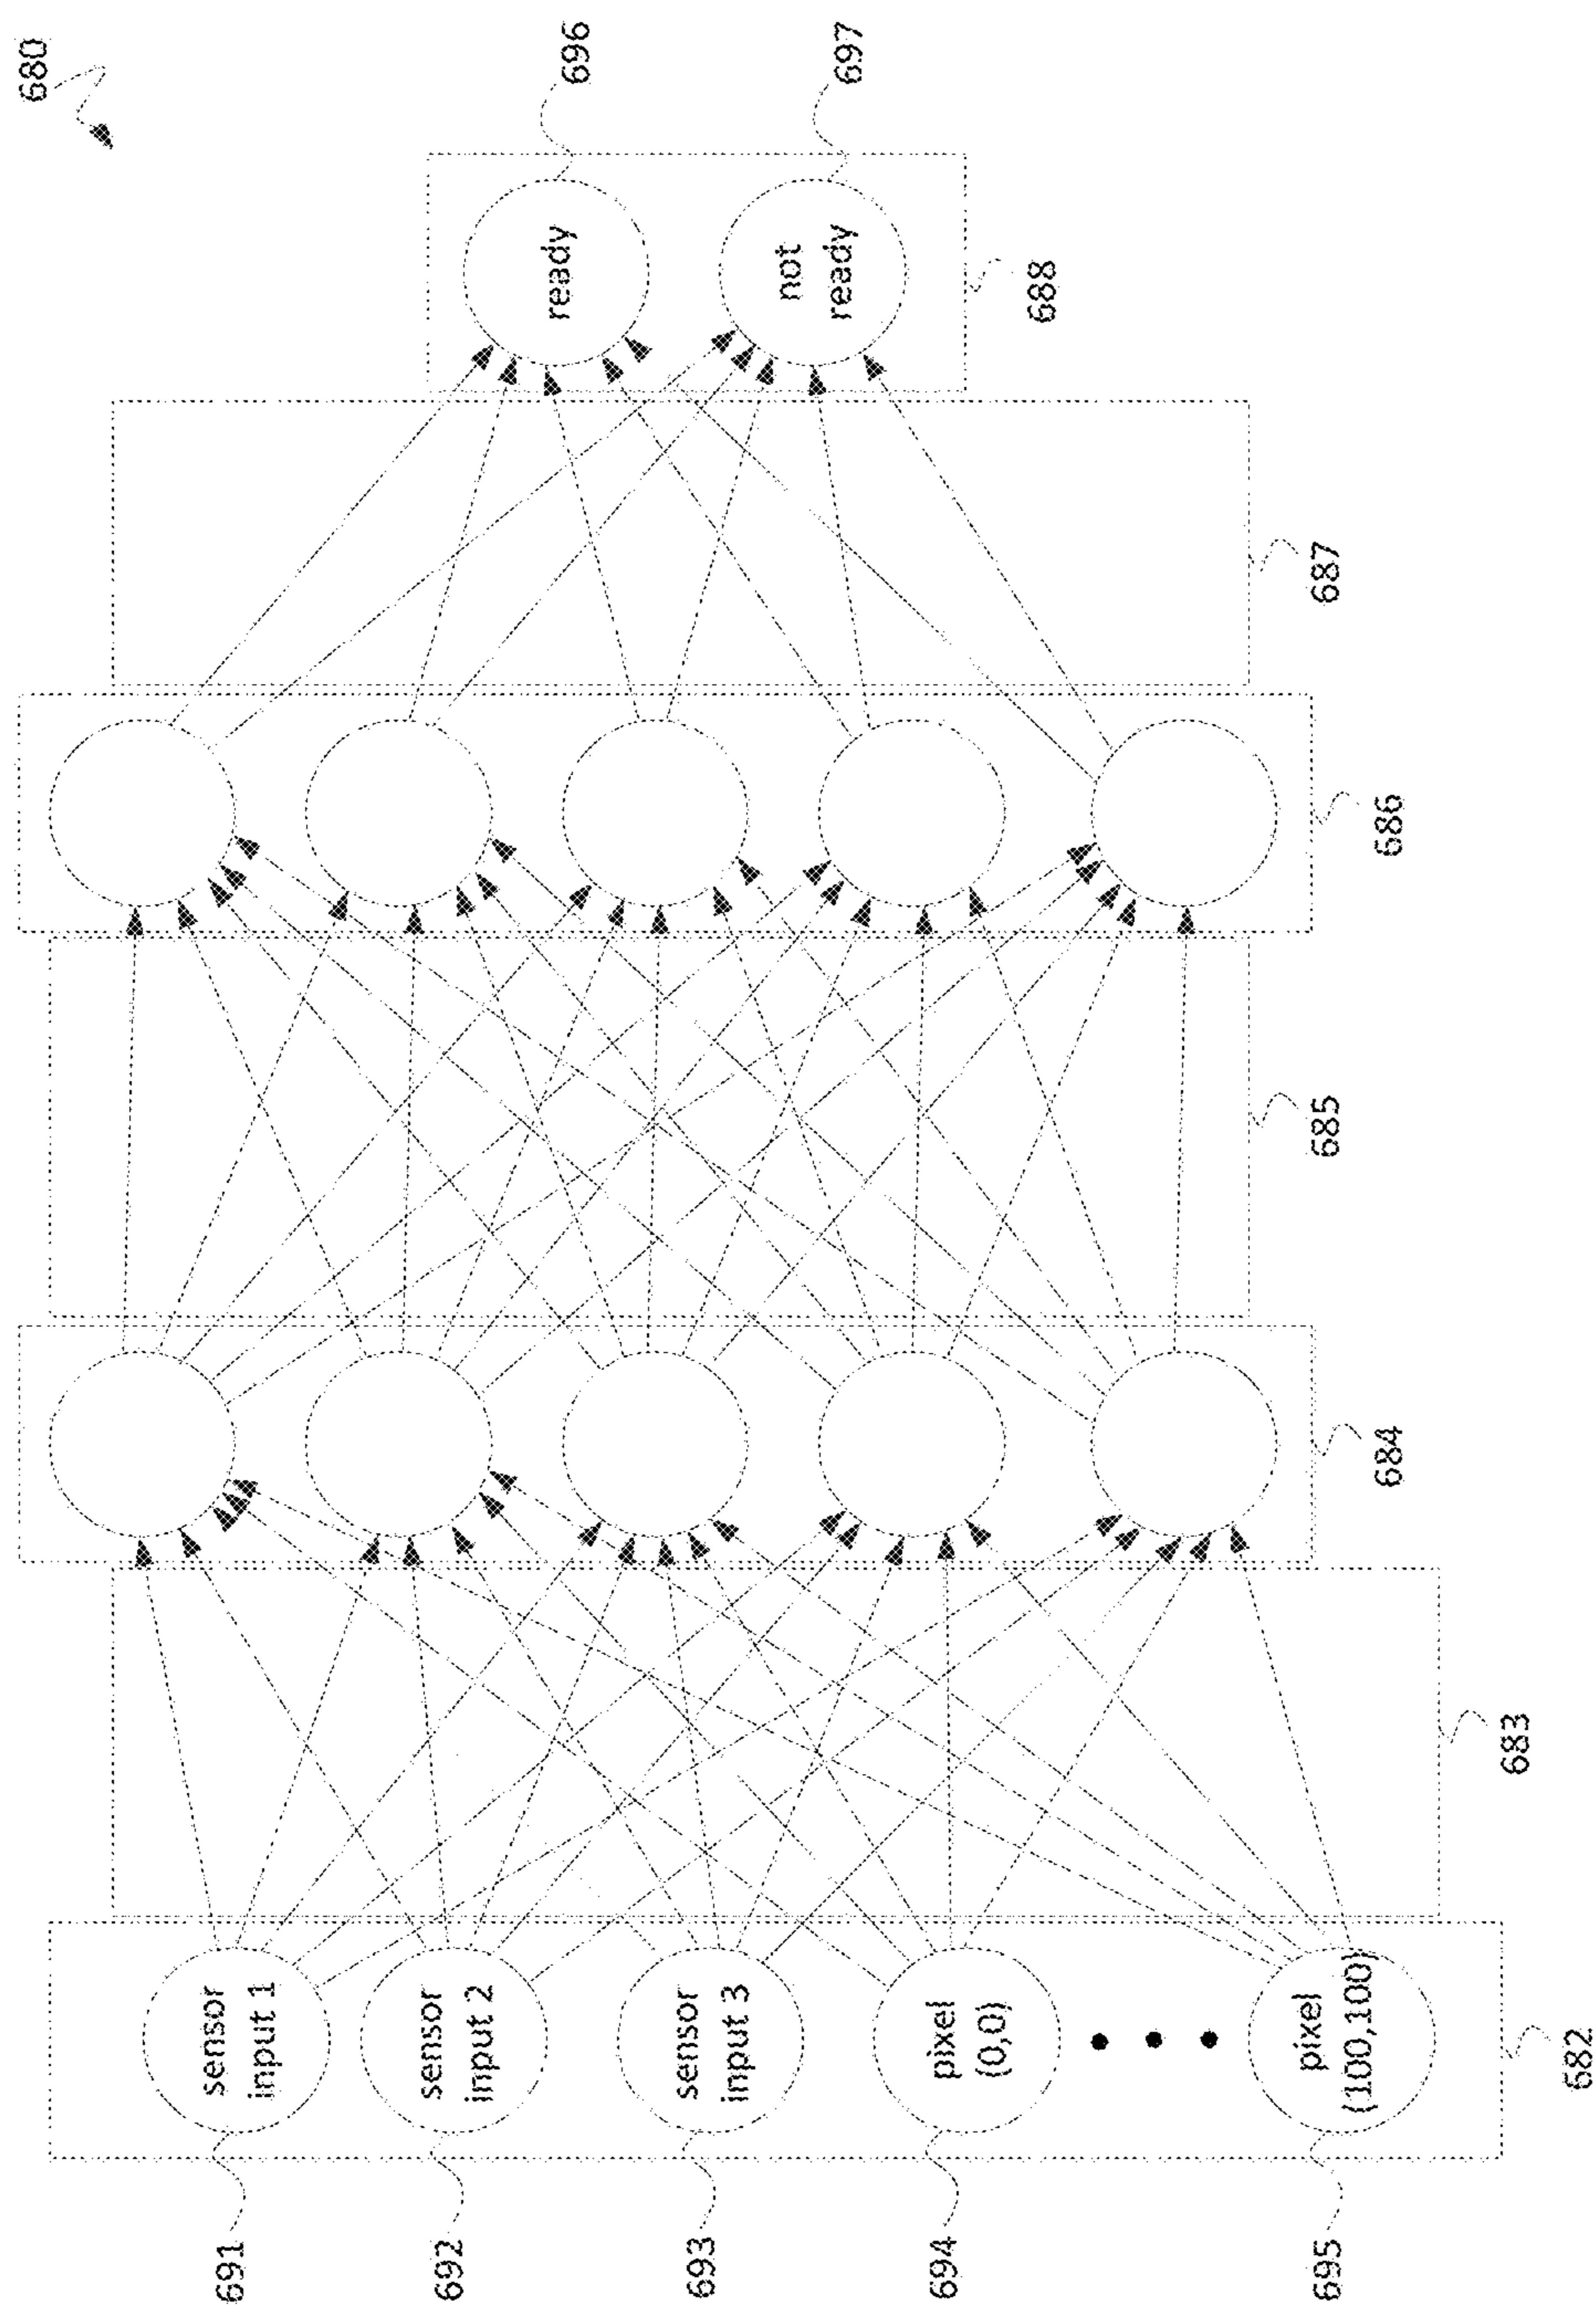 680
696
697
ready
not
ready
688
687
686
685
684
683
sensor
input 1
sensor
input 2
sensor
input 3
pixel
(0,0)
pixel
(100,100)
682
691
692
693
694
695